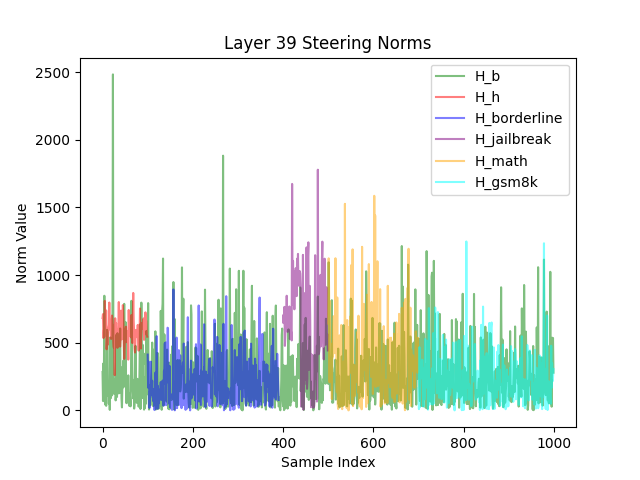 Layer 39 Steering Norms
2500
2000
1500
1000
500
0
Norm Value
H_b
H_h
H_borderline
H_jailbreak
H_math
H_gsm8k
0 200 400 600 800 1000
Sample Index